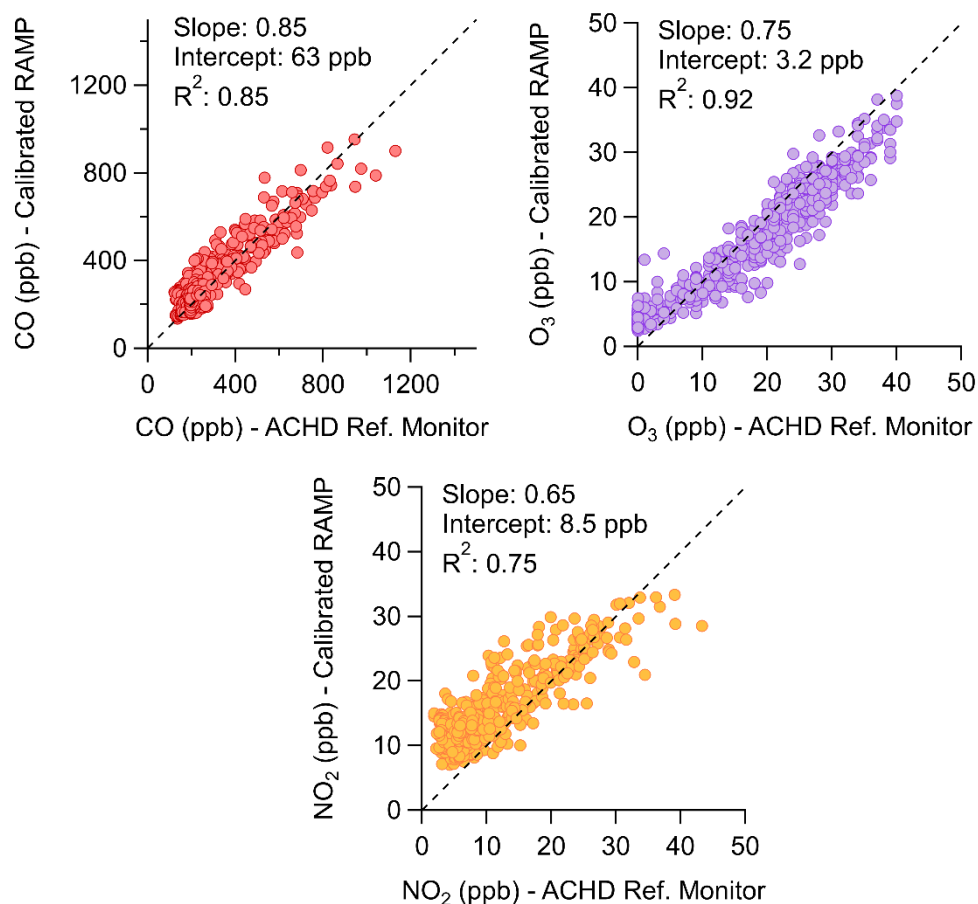 Slope: 0.85
Intercept: 63 ppb
R²: 0.85
CO (ppb) - Calibrated RAMP
1200
800
400
0
0
400
800
1200
CO (ppb) - ACHD Ref. Monitor
Slope: 0.75
Intercept: 3.2 ppb
R²: 0.92
O₃ (ppb) - Calibrated RAMP
50
40
30
20
10
0
0
10
20
30
40
50
O₃ (ppb) - ACHD Ref. Monitor
Slope: 0.65
Intercept: 8.5 ppb
R²: 0.75
NO₂ (ppb) - Calibrated RAMP
50
40
30
20
10
0
0
10
20
30
40
50
NO₂ (ppb) - ACHD Ref. Monitor